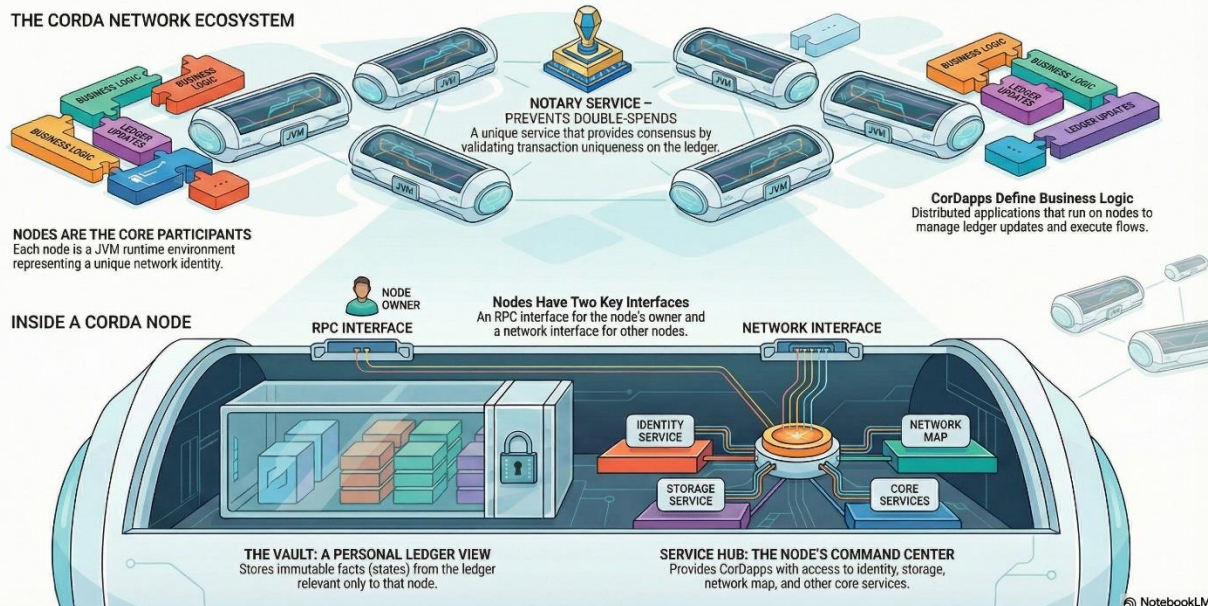 THE CORDA NETWORK ECOSYSTEM
BUSINESS LOGIC
BUSINESS LOGIC
BUSINESS LOGIC
LEDGER UPDATES
...
JVM
JVM
JVM
NODES ARE THE CORE PARTICIPANTS
Each node is a JVM runtime environment
representing a unique network identity.
NOTARY SERVICE –
PREVENTS DOUBLE-SPENDS
A unique service that provides consensus by
validating transaction uniqueness on the ledger.
...
JVM
JVM
JVM
BUSINESS LOGIC
BUSINESS LOGIC
LEDGER UPDATES
LEDGER UPDATES
...
CorDapps Define Business Logic
Distributed applications that run on nodes to
manage ledger updates and execute flows.
INSIDE A CORDA NODE
NODE
OWNER
RPC INTERFACE
Nodes Have Two Key Interfaces
An RPC interface for the node's owner and
a network interface for other nodes.
NETWORK INTERFACE
IDENTITY
SERVICE
NETWORK
MAP
STORAGE
SERVICE
CORE
SERVICES
THE VAULT: A PERSONAL LEDGER VIEW
Stores immutable facts (states) from the ledger
relevant only to that node.
SERVICE HUB: THE NODE'S COMMAND CENTER
Provides CorDapps with access to identity, storage,
network map, and other core services.
NotebookLM